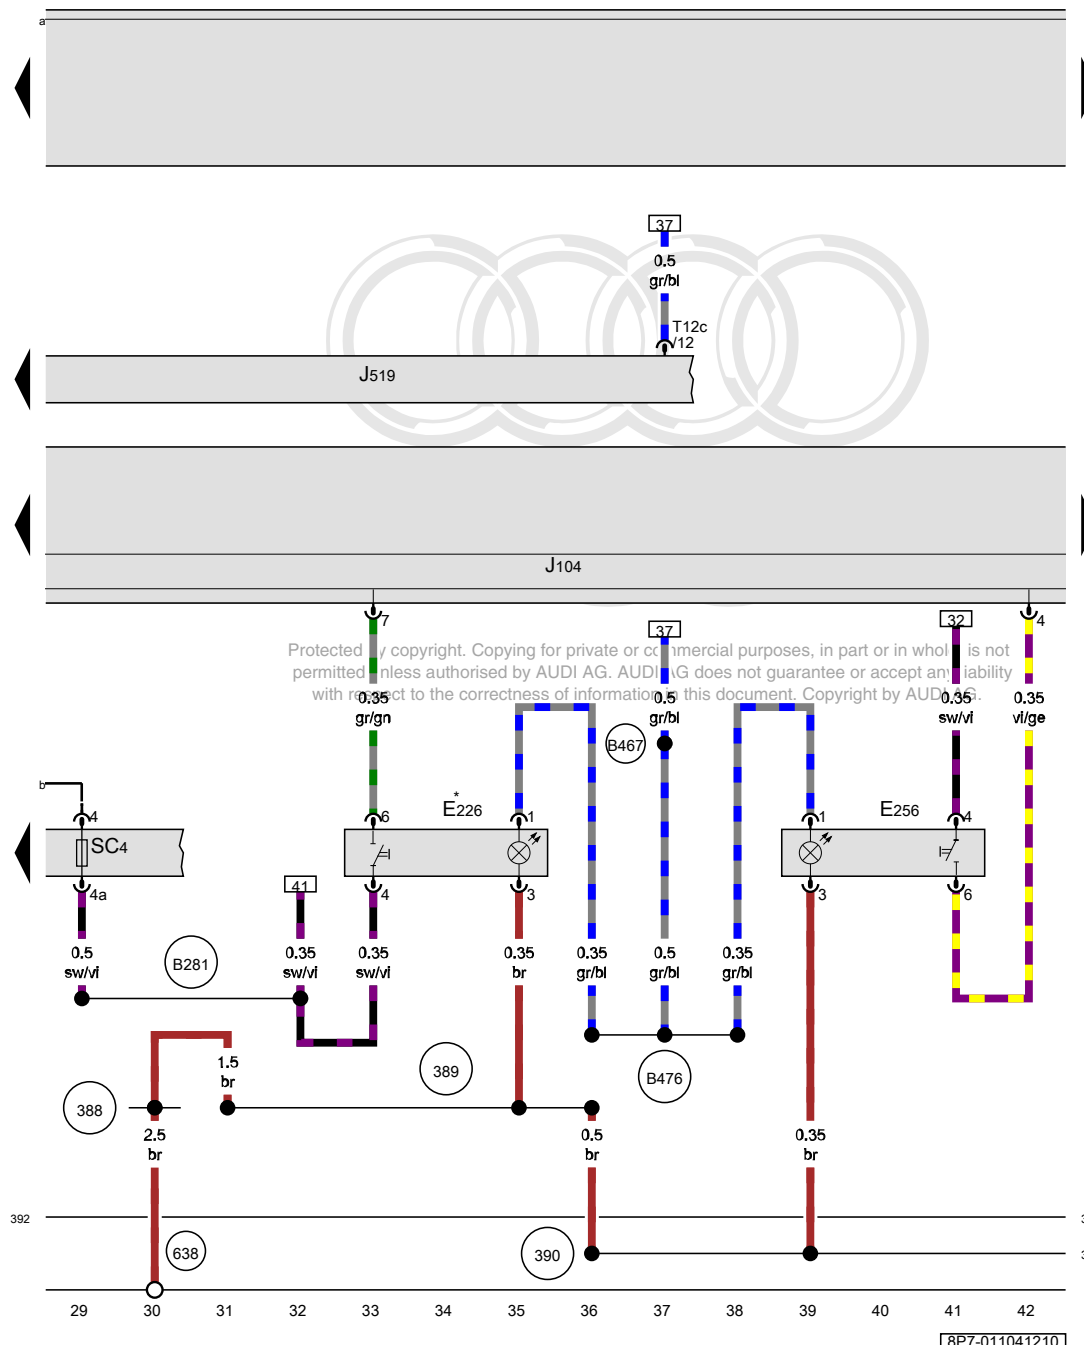 a
37
0.5
gr/bl
T12c
/12
J519
J104
7
37
32
4
Protected y copyright. Copying for private or commercial purposes, in part or in whole, is not
permitted unless authorised by AUDI AG. AUDI AG does not guarantee or accept any liability
with respect to the correctness of information in this document. Copyright by AUDI AG.
0.35
gr/gn
0.5
gr/bl
0.35
sw/vi
0.35
vi/ge
B467
b
4
6
*
E226
1
1
E256
4
SC4
4a
41
4
3
3
6
0.5
sw/vi
B281
0.35
sw/vi
0.35
sw/vi
0.35
br
0.35
gr/bl
0.5
gr/bl
0.35
gr/bl
1.5
br
389
B476
388
2.5
br
0.5
br
0.35
br
392
3
638
390
3
29 30 31 32 33 34 35 36 37 38 39 40 41 42
8P7-011041210